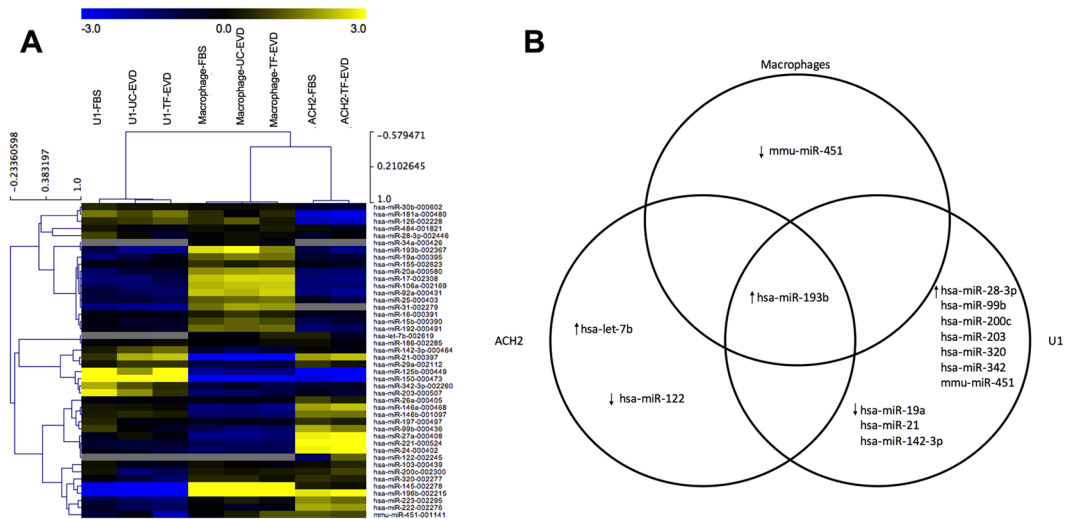 A
-3.0 0.0 3.0
U1-FBS
U1-UC-EVD
U1-TF-EVD
Macrophage-FBS
Macrophage-UC-EVD
Macrophage-TF-EVD
ACH2-FBS
ACH2-TF-EVD
-0.579471
0.2102645
1.0
-0.23360598
0.383197
1.0
hsa-miR-30b-000602
hsa-miR-181a-000480
hsa-miR-126-002228
hsa-miR-484-001821
hsa-miR-28-3p-002446
hsa-miR-34a-000426
hsa-miR-193b-002367
hsa-miR-19a-000395
hsa-miR-155-002623
hsa-miR-20a-000580
hsa-miR-17-002308
hsa-miR-106a-002169
hsa-miR-92a-000431
hsa-miR-25-000403
hsa-miR-31-002279
hsa-miR-16-000391
hsa-miR-15b-000390
hsa-miR-192-000491
hsa-let-7b-002619
hsa-miR-186-002285
hsa-miR-142-3p-000464
hsa-miR-21-000397
hsa-miR-29a-002112
hsa-miR-125b-000449
hsa-miR-150-000473
hsa-miR-342-3p-002260
hsa-miR-203-000507
hsa-miR-26a-000405
hsa-miR-146a-000468
hsa-miR-146b-001097
hsa-miR-197-000497
hsa-miR-99b-000436
hsa-miR-27a-000408
hsa-miR-221-000524
hsa-miR-24-000402
hsa-miR-122-002245
hsa-miR-103-000439
hsa-miR-200c-002300
hsa-miR-320-002277
hsa-miR-145-002278
hsa-miR-196b-002215
hsa-miR-223-002295
hsa-miR-222-002276
mmu-miR-451-001141
B
Macrophages
↓ mmu-miR-451
↑hsa-miR-193b
↑hsa-let-7b
ACH2
↓ hsa-miR-122
↑hsa-miR-28-3p
hsa-miR-99b
hsa-miR-200c
hsa-miR-203
hsa-miR-320
hsa-miR-342
mmu-miR-451
U1
↓hsa-miR-19a
hsa-miR-21
hsa-miR-142-3p